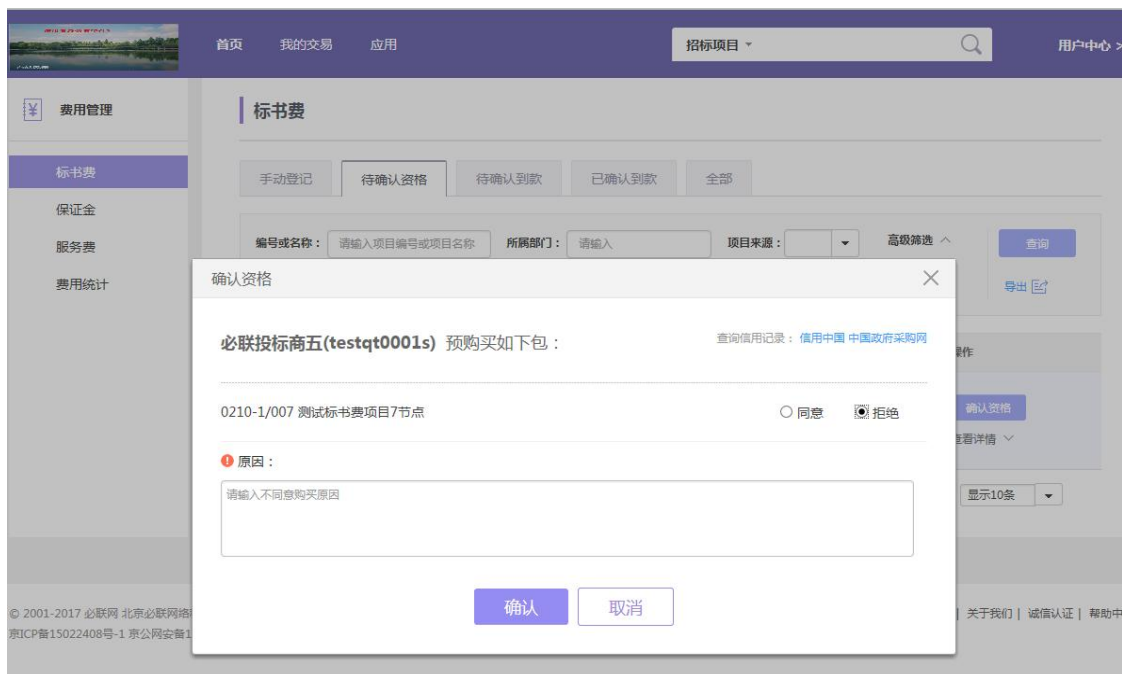 首页 我的交易 应用 招标项目 用户中心 >
费用管理
标书费
标书费
保证金
服务费
费用统计
手动登记 待确认资格 待确认到款 已确认到款 全部
编号或名称： 请输入项目编号或项目名称 所属部门： 请输入 项目来源： 高级筛选 查询
导出
确认资格
必联投标商五(testqt0001s) 预购买如下包： 查询信用记录： 信用中国 中国政府采购网
操作
0210-1/007 测试标书费项目7节点 同意 拒绝
确认资格
查看详情
原因：
请输入不同意购买原因
显示10条
确认 取消
© 2001-2017 必联网 北京必联网络
| 关于我们 | 诚信认证 | 帮助中
京ICP备15022408号-1 京公网安备1